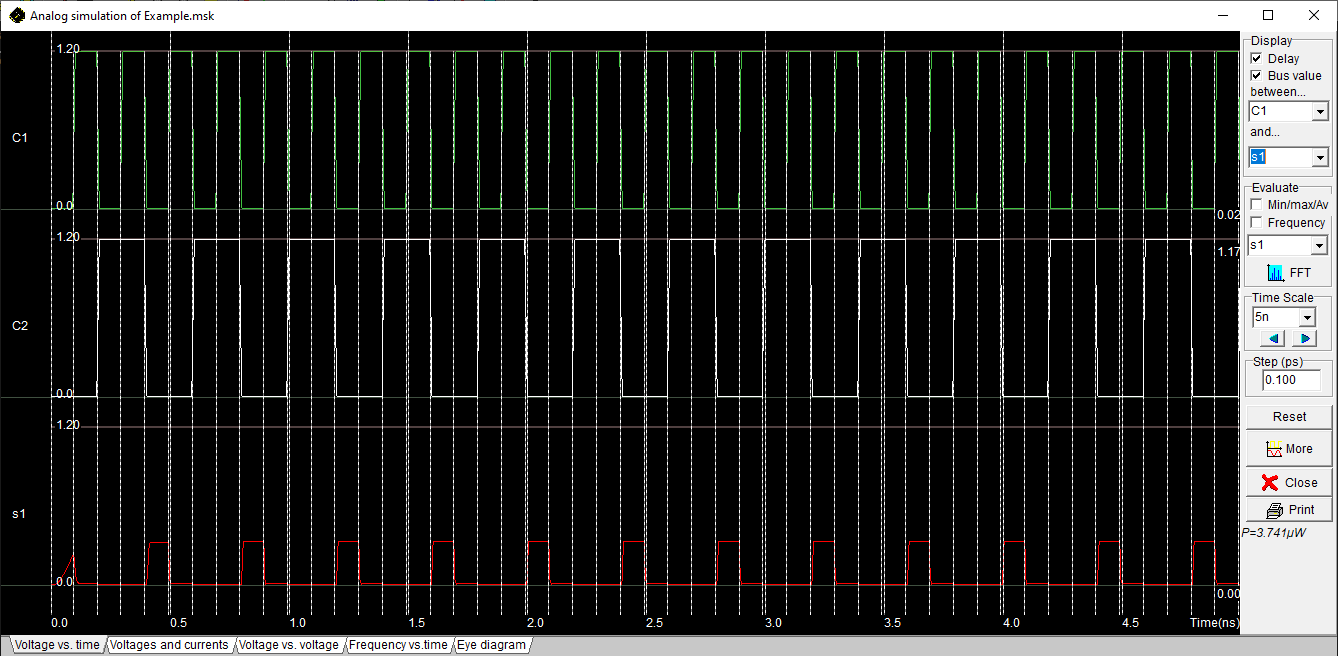 Analog simulation of Example.msk
1.20
C1
0.0
0.02
1.20
1.17
C2
0.0
1.20
s1
0.0
0.00
0.0 0.5 1.0 1.5 2.0 2.5 3.0 3.5 4.0 4.5 Time(ns)
Voltage vs. time Voltages and currents Voltage vs. voltage Frequency vs.time Eye diagram
Display
Delay
Bus value
between...
C1
and...
s1
Evaluate
Min/max/Av
Frequency
s1
FFT
Time Scale
5n
Step (ps)
0.100
Reset
More
Close
Print
P=3.741µW